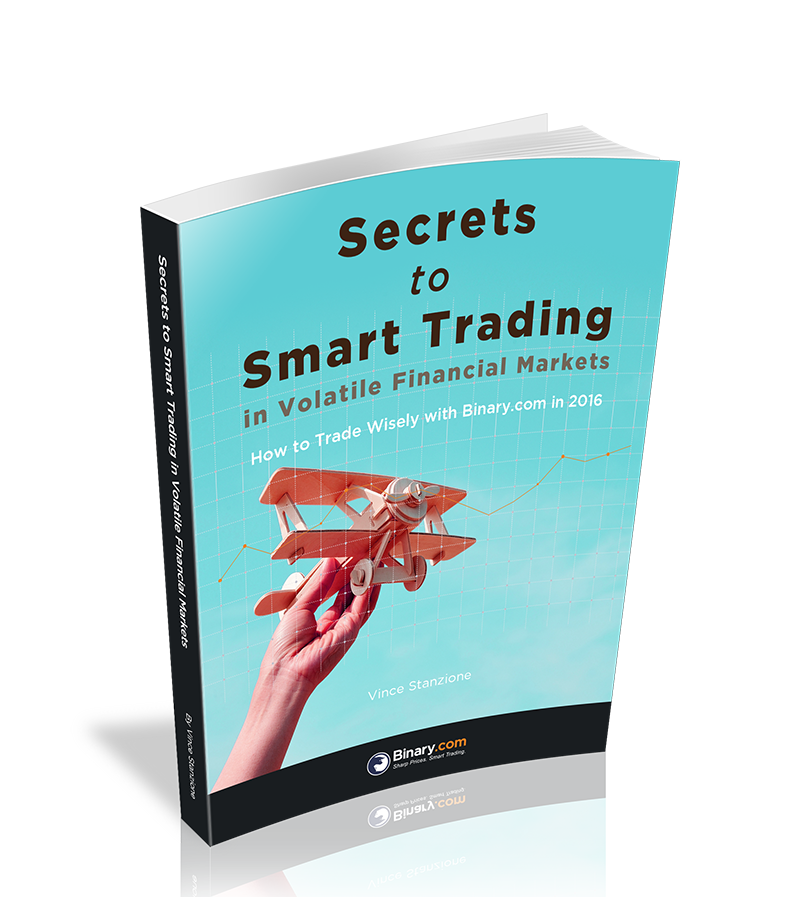 Secrets
to
Smart Trading
in Volatile Financial Markets
How to Trade Wisely with Binary.com in 2016
Vince Stanzione
Binary.com
Sharp Prices. Smart Trading.
Secrets to Smart Trading in Volatile Financial Markets
By Vince Stanzione